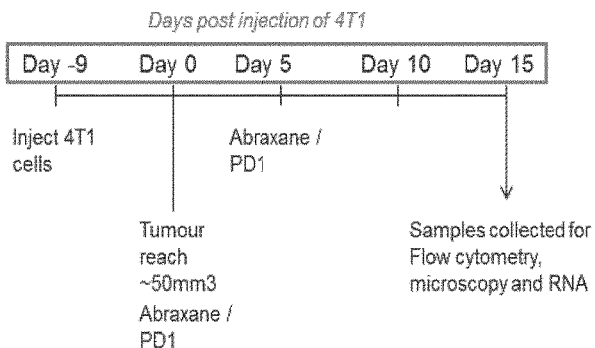 Days post injection of 4T1
Day -9 Day 0 Day 5 Day 10 Day 15
Inject 4T1
cells
Abraxane /
PD1
Tumour
reach
~50mm3
Abraxane /
PD1
Samples collected for
Flow cytometry,
microscopy and RNA